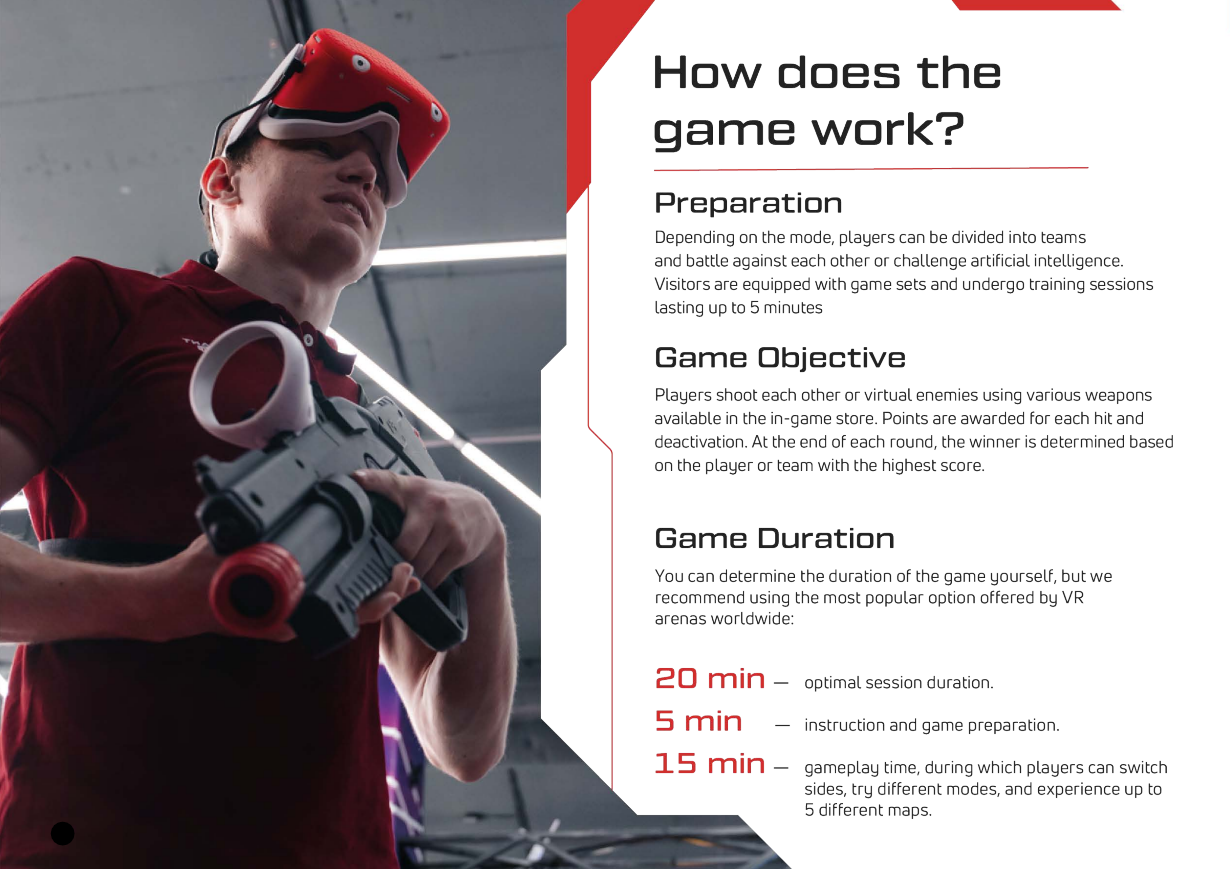 How does the
game work?
Preparation
Depending on the mode, players can be divided into teams
and battle against each other or challenge artificial intelligence.
Visitors are equipped with game sets and undergo training sessions
lasting up to 5 minutes
Game Objective
Players shoot each other or virtual enemies using various weapons
available in the in-game store. Points are awarded for each hit and
deactivation. At the end of each round, the winner is determined based
on the player or team with the highest score.
Game Duration
You can determine the duration of the game yourself, but we
recommend using the most popular option offered by VR
arenas worldwide:
20 min — optimal session duration.
5 min — instruction and game preparation.
15 min — gameplay time, during which players can switch
sides, try different modes, and experience up to
5 different maps.